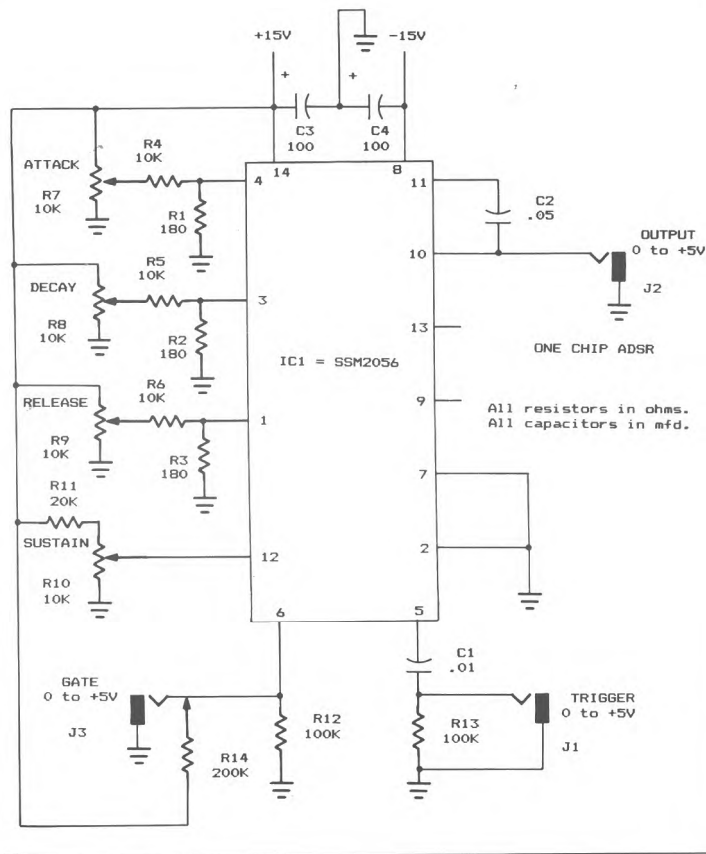 +15V
-15V
+
+
C3
100
C4
100
ATTACK
R4
10K
14
8
R7
10K
4
11
R1
180
C2
.05
OUTPUT
0 to +5V
10
J2
R5
10K
DECAY
3
R8
10K
R2
180
13
ONE CHIP ADSR
IC1 = SSM2056
R6
10K
RELEASE
9
All resistors in ohms.
All capacitors in mfd.
R9
10K
1
R3
180
7
R11
20K
SUSTAIN
12
2
R10
10K
6
5
C1
.01
GATE
0 to +5V
TRIGGER
0 to +5V
J3
R12
100K
R13
100K
J1
R14
200K